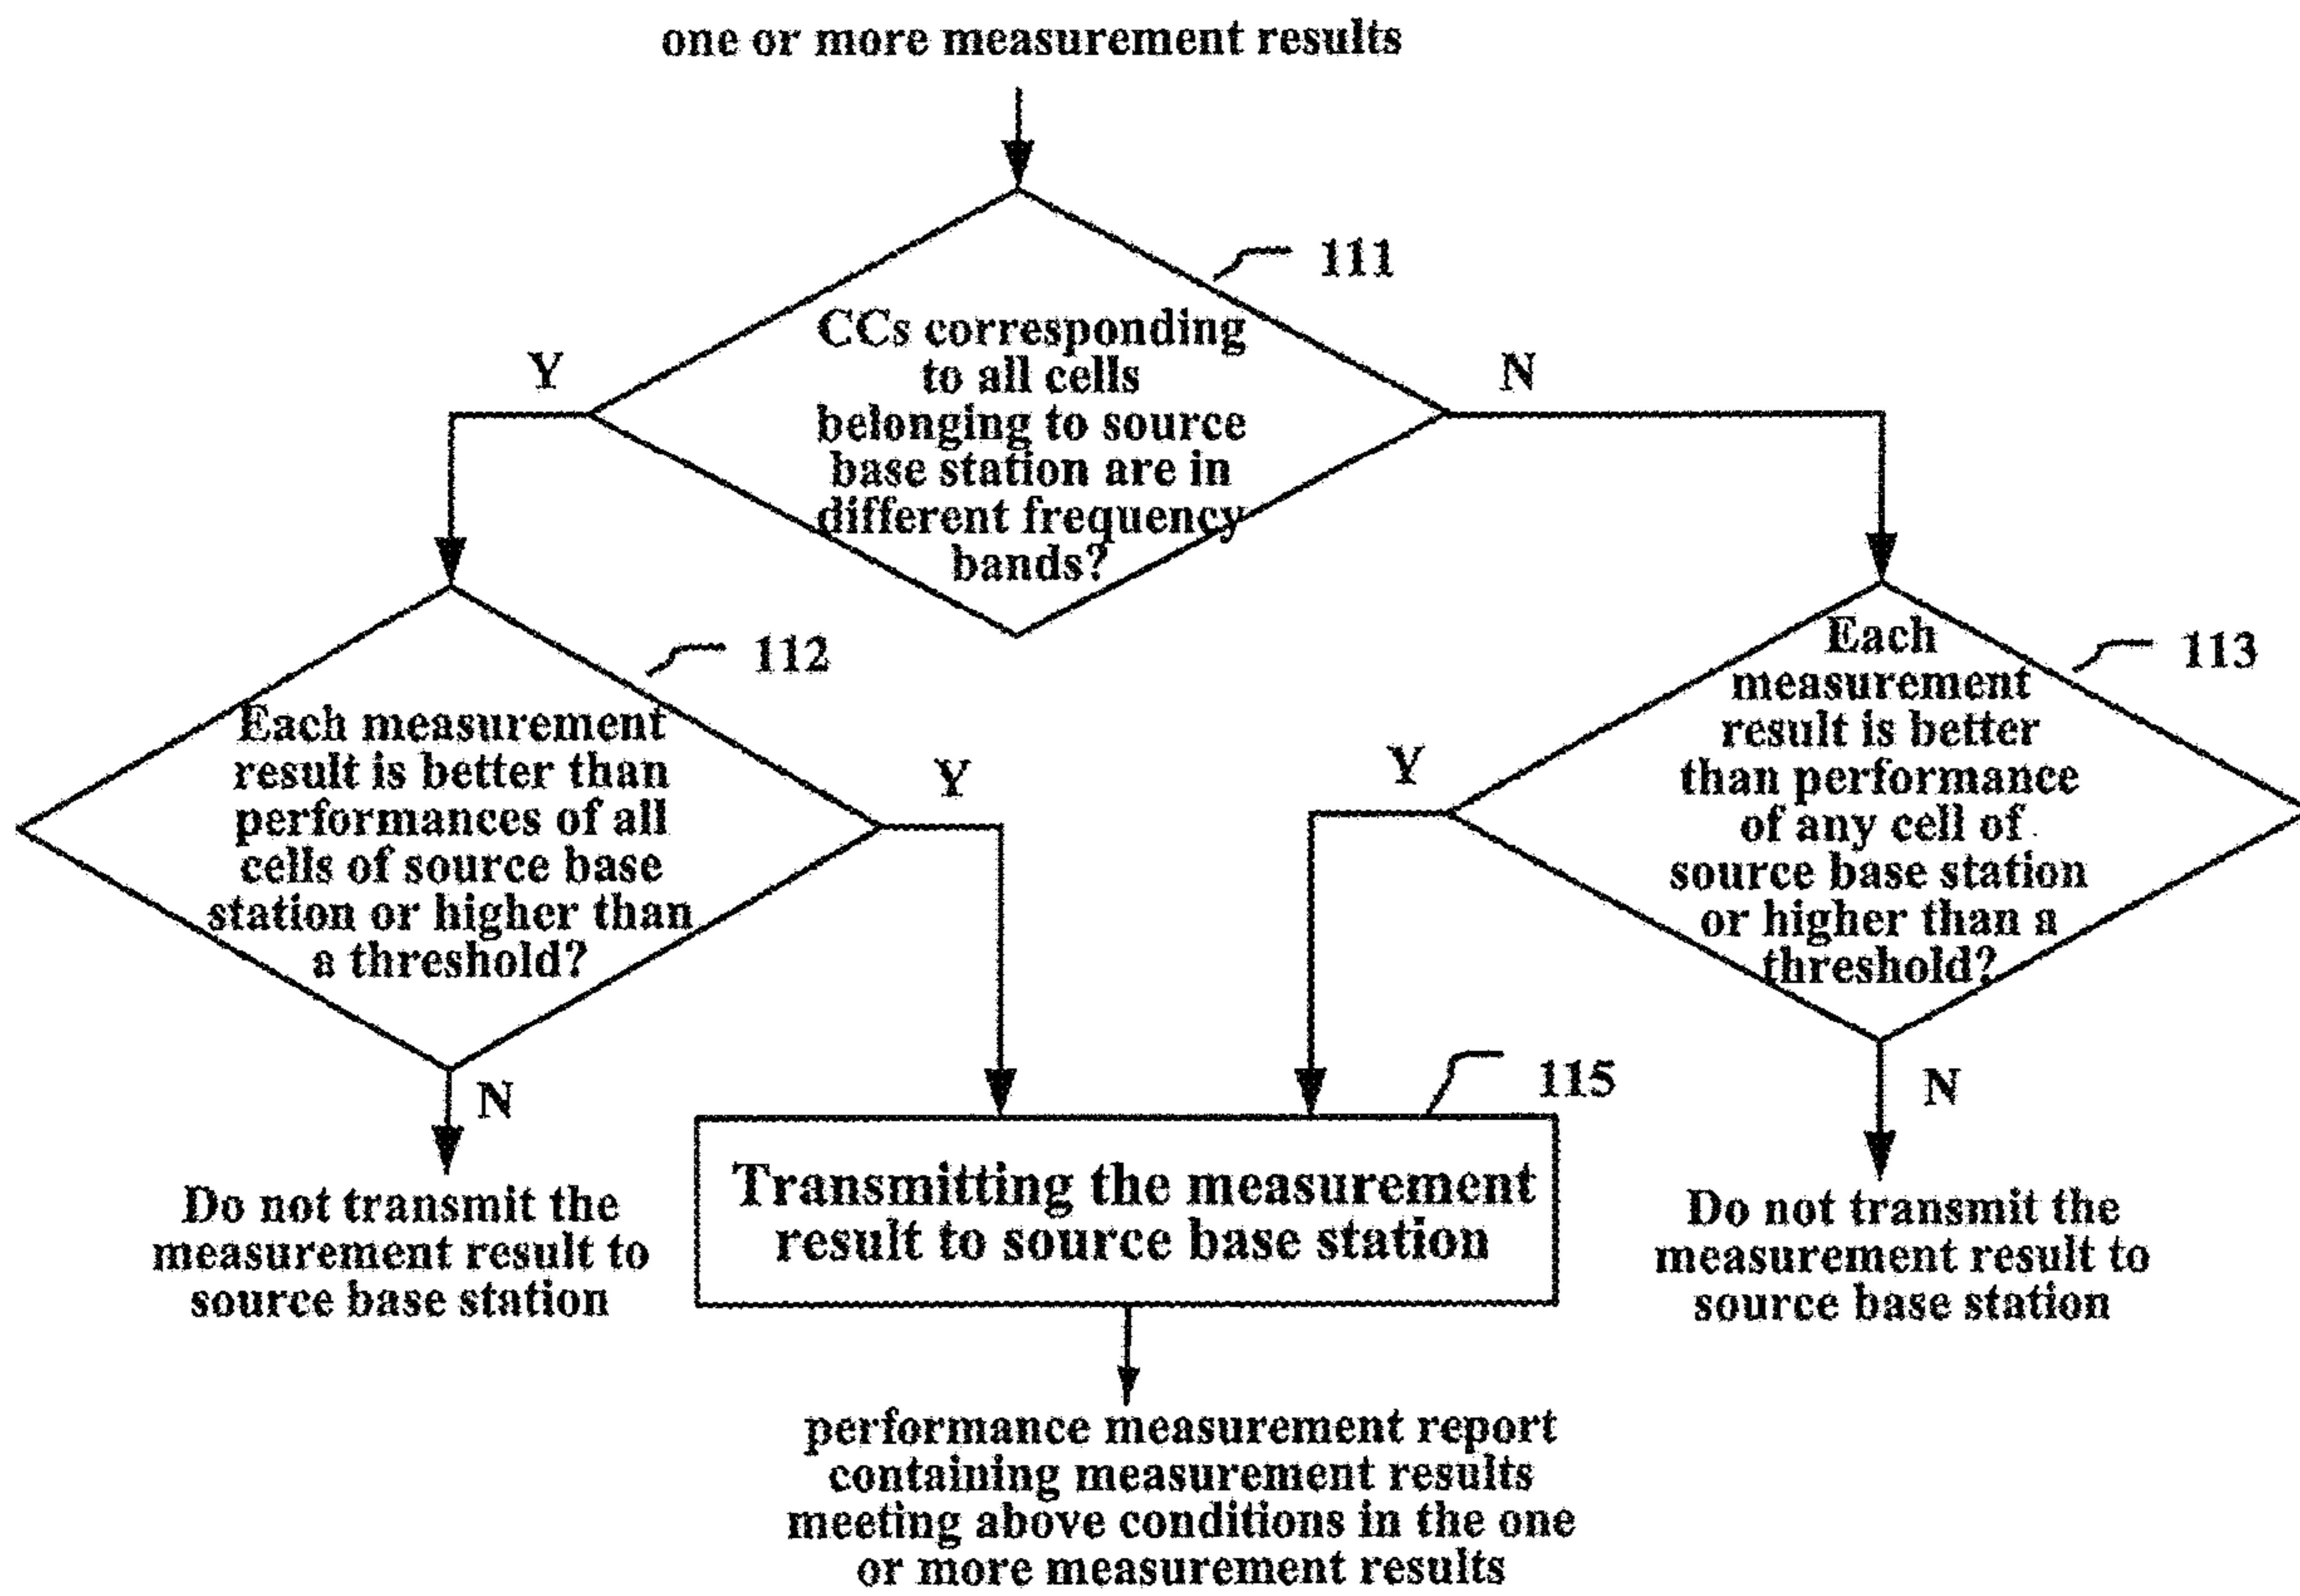 one or more measurement results
111
CCs corresponding
to all cells
belonging to source
base station are in
different frequency
bands?
Y
N
112
Each measurement
result is better than
performances of all
cells of source base
station or higher than
a threshold?
Y
N
113
Each
measurement
result is better
than performance
of any cell of
source base station
or higher than a
threshold?
Y
N
Do not transmit the
measurement result to
source base station
115
Transmitting the measurement
result to source base station
Do not transmit the
measurement result to
source base station
performance measurement report
containing measurement results
meeting above conditions in the one
or more measurement results